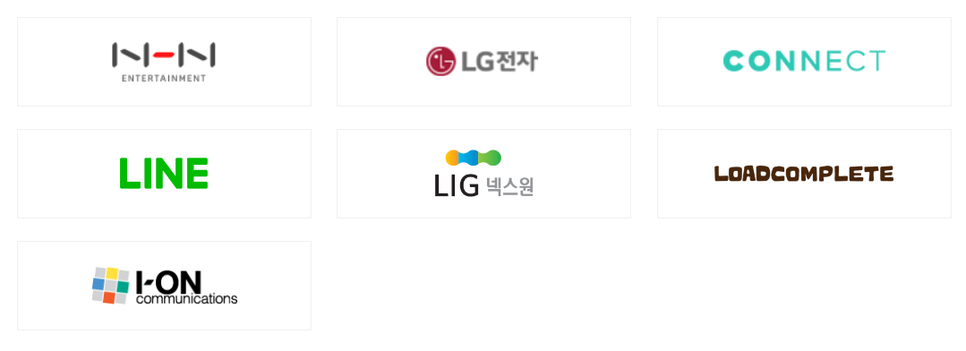 NHN
ENTERTAINMENT
LG전자
CONNECT
LINE
LIG 넥스원
LOADCOMPLETE
I-ON
communications